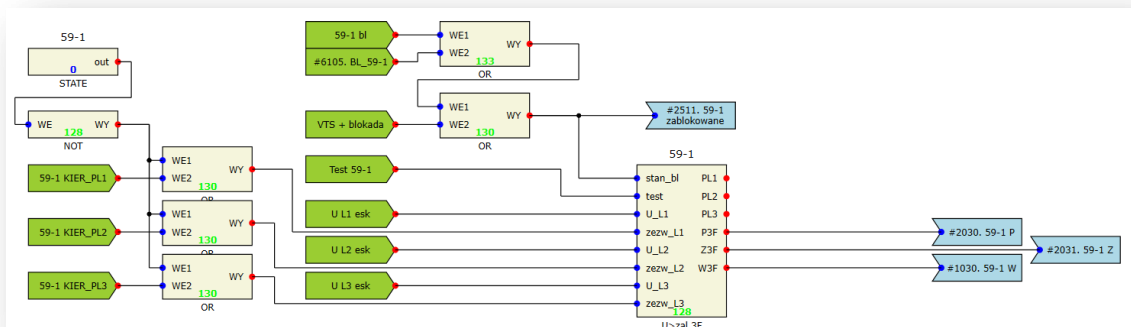 59-1
out
0
STATE
WE
WY
128
NOT
59-1 KIER_PL1
59-1 KIER_PL2
59-1 KIER_PL3
WE1
WY
WE2
130
OR
WE1
WY
WE2
130
OR
WE1
WY
WE2
130
OR
59-1 bl
#6105. BL_59-1
WE1
WY
WE2
133
OR
VTS + blokada
WE1
WY
WE2
130
OR
#2511. 59-1
zablokowane
Test 59-1
U L1 esk
U L2 esk
U L3 esk
59-1
stan_bl
PL1
test
PL2
U_L1
PL3
zezw_L1
P3F
U_L2
Z3F
zezw_L2
W3F
U_L3
zezw_L3
128
U>zal 3F
#2030. 59-1 P
#2031. 59-1 Z
#1030. 59-1 W